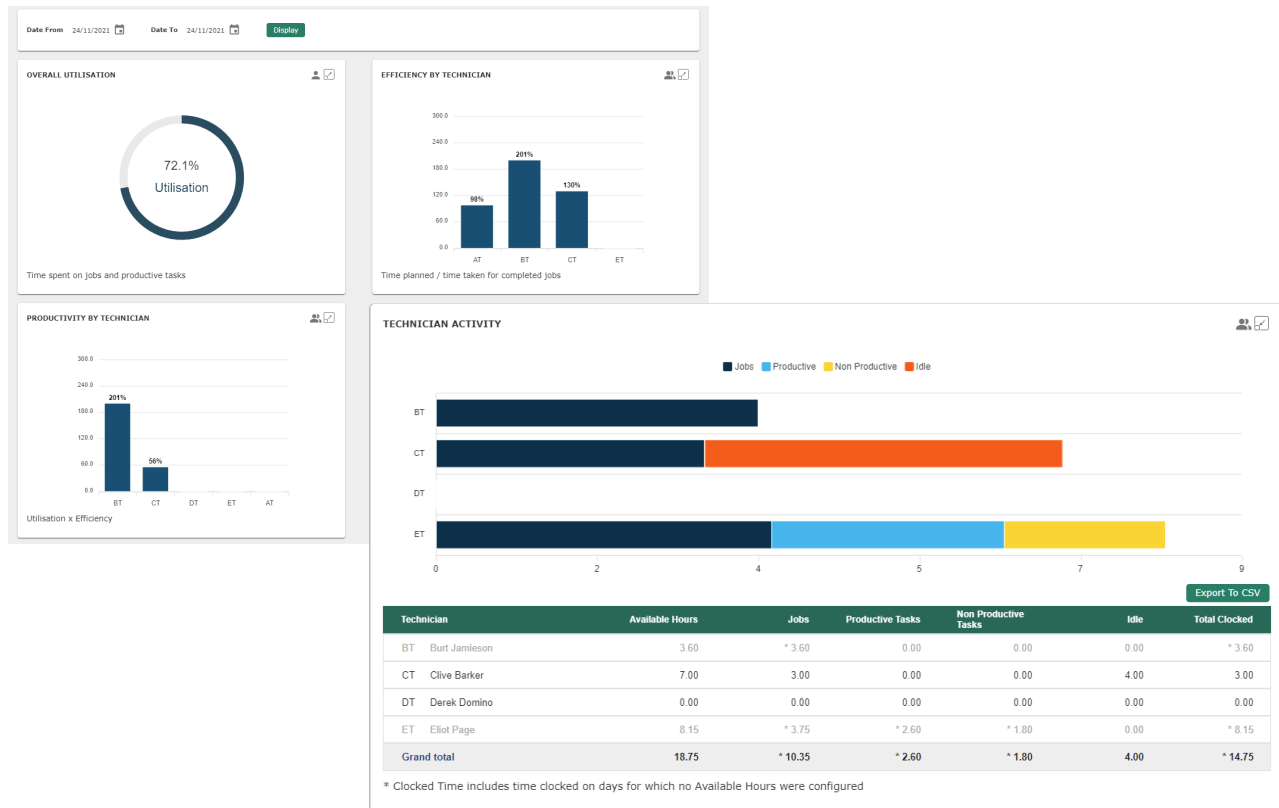 Date From 24/11/2021 Date To 24/11/2021 Display
OVERALL UTILISATION
72.1%
Utilisation
Time spent on jobs and productive tasks
EFFICIENCY BY TECHNICIAN
300.0
240.0
180.0
120.0
60.0
0.0
98%
201%
130%
AT BT CT ET
Time planned / time taken for completed jobs
PRODUCTIVITY BY TECHNICIAN
300.0
240.0
180.0
120.0
60.0
0.0
201%
56%
BT CT DT ET AT
Utilisation x Efficiency
TECHNICIAN ACTIVITY
Jobs Productive Non Productive Idle
BT
CT
DT
ET
0 2 4 5 7 9
Export To CSV
Technician Available Hours Jobs Productive Tasks Non Productive Tasks Idle Total Clocked
BT Burt Jamieson 3.60 * 3.60 0.00 0.00 0.00 * 3.60
CT Clive Barker 7.00 3.00 0.00 0.00 4.00 3.00
DT Derek Domino 0.00 0.00 0.00 0.00 0.00 0.00
ET Eliot Page 8.15 * 3.75 * 2.60 * 1.80 0.00 * 8.15
Grand total 18.75 * 10.35 * 2.60 * 1.80 4.00 * 14.75
* Clocked Time includes time clocked on days for which no Available Hours were configured